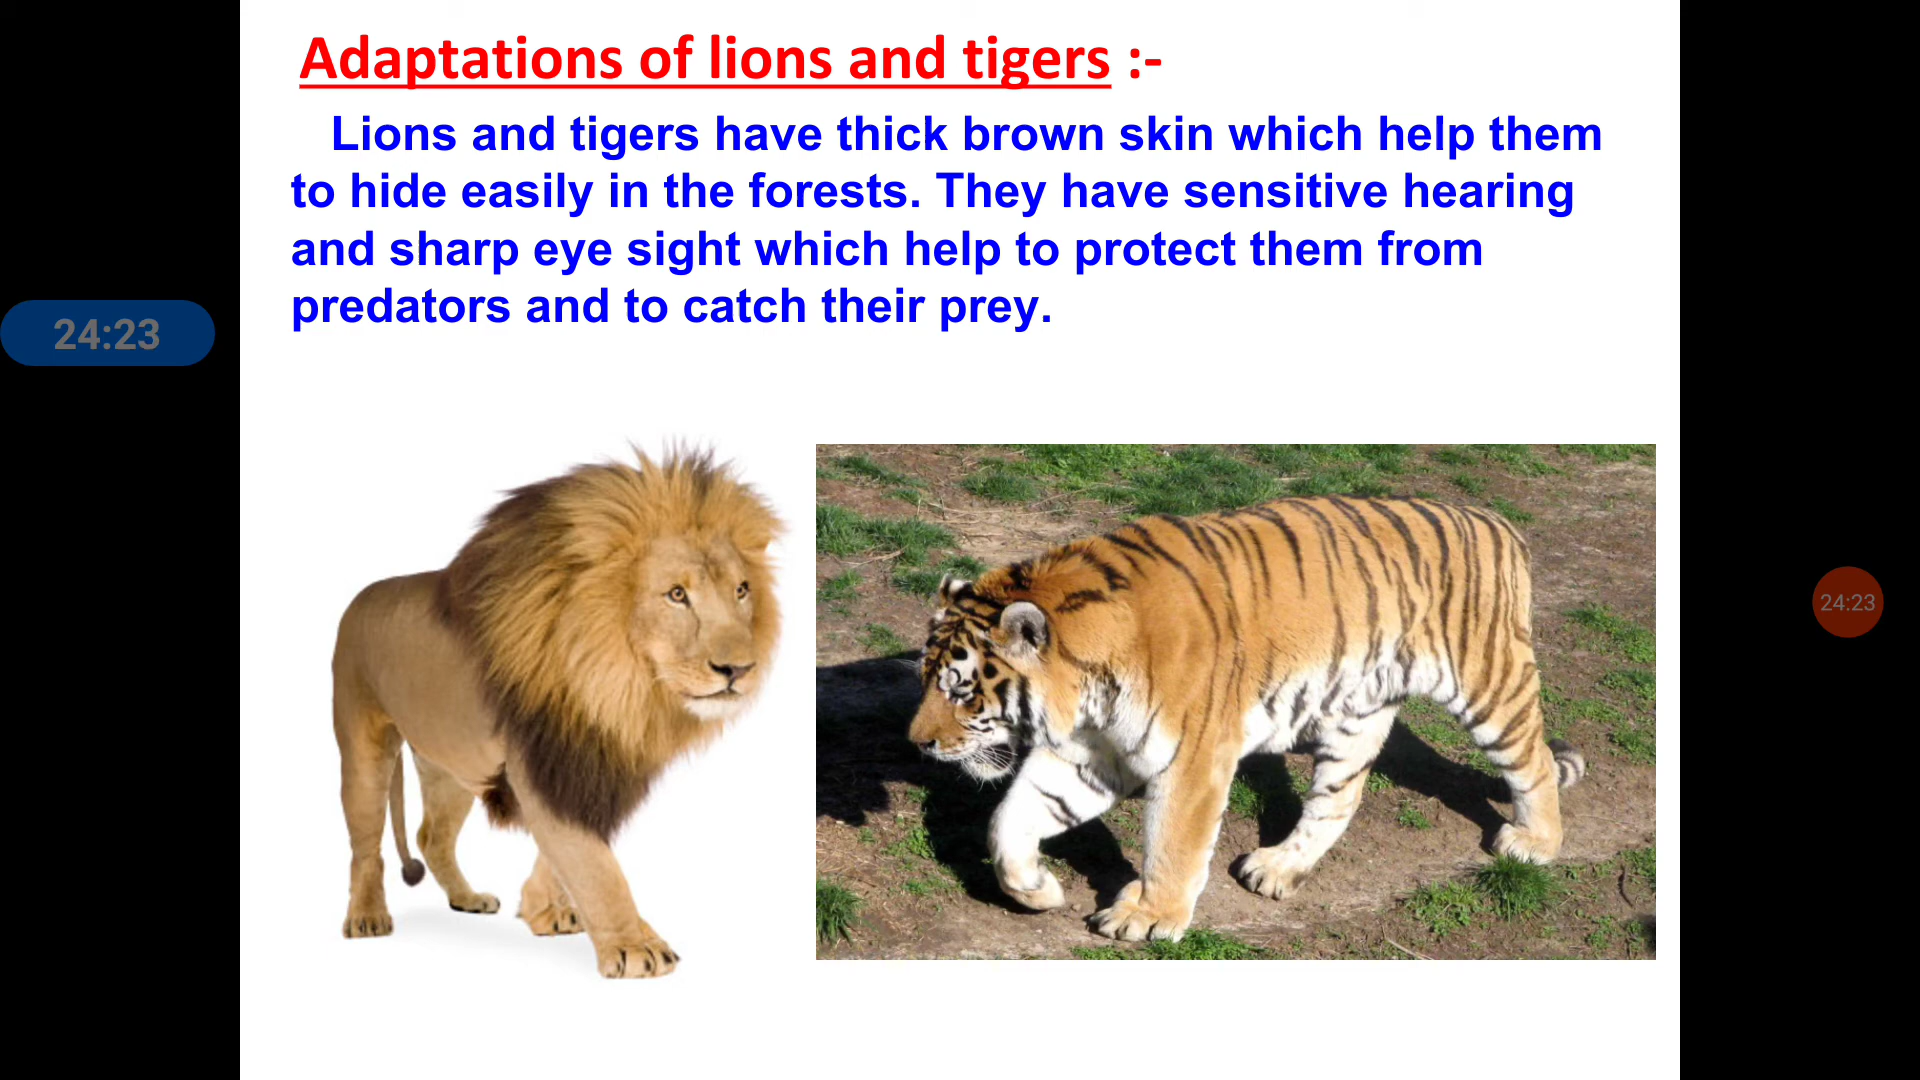 Adaptations of lions and tigers :-
Lions and tigers have thick brown skin which help them
to hide easily in the forests. They have sensitive hearing
and sharp eye sight which help to protect them from
predators and to catch their prey.
24:23
24:23